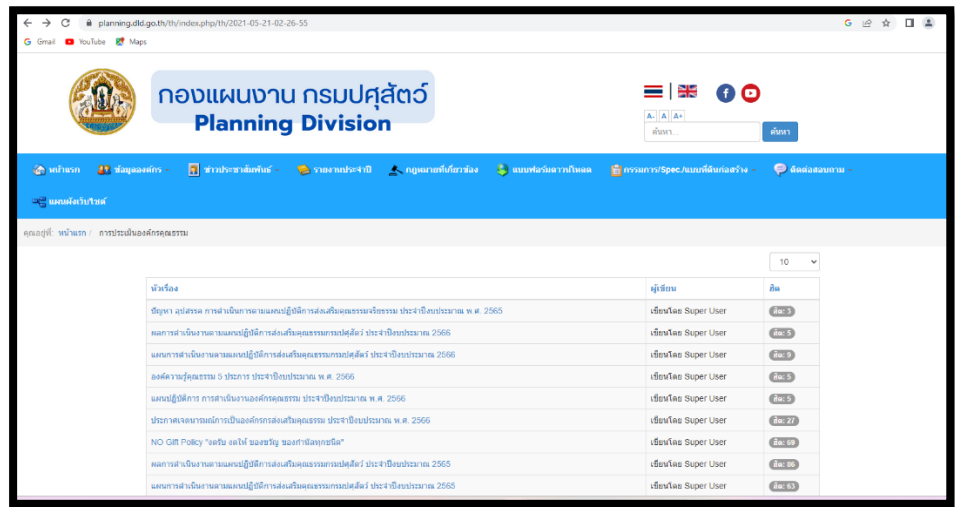 planning.dld.go.th/th/index.php/th/2021-05-21-02-26-55
Gmail YouTube Maps
กองแผนงาน กรมปศุสัตว์
Planning Division
A- A A+
ค้นหา... ค้นหา
หน้าแรก ข้อมูลองค์กร ข่าวประชาสัมพันธ์ รายงานประจำปี กฎหมายที่เกี่ยวข้อง แบบฟอร์มดาวน์โหลด กรรมการ/Spec./แบบที่ดินก่อสร้าง ติดต่อสอบถาม
แผนผังเว็บไซต์
คุณอยู่ที่: หน้าแรก / การประเมินองค์กรคุณธรรม
10
หัวเรื่อง ผู้เขียน ฮิต
ปัญหา อุปสรรค การดำเนินการตามแผนปฏิบัติการส่งเสริมคุณธรรมจริยธรรม ประจำปีงบประมาณ พ.ศ. 2565 เขียนโดย Super User ฮิต: 3
ผลการดำเนินงานตามแผนปฏิบัติการส่งเสริมคุณธรรมกรมปศุสัตว์ ประจำปีงบประมาณ 2566 เขียนโดย Super User ฮิต: 5
แผนการดำเนินงานตามแผนปฏิบัติการส่งเสริมคุณธรรมกรมปศุสัตว์ ประจำปีงบประมาณ 2566 เขียนโดย Super User ฮิต: 9
องค์ความรู้คุณธรรม 5 ประการ ประจำปีงบประมาณ พ.ศ. 2566 เขียนโดย Super User ฮิต: 5
แผนปฏิบัติการ การดำเนินงานองค์กรคุณธรรม ประจำปีงบประมาณ พ.ศ. 2566 เขียนโดย Super User ฮิต: 5
ประกาศเจตนารมณ์การเป็นองค์กรส่งเสริมคุณธรรม ประจำปีงบประมาณ พ.ศ. 2566 เขียนโดย Super User ฮิต: 27
NO Gift Policy "งดรับ งดให้ ของขวัญ ของกำนัลทุกชนิด" เขียนโดย Super User ฮิต: 69
ผลการดำเนินงานตามแผนปฏิบัติการส่งเสริมคุณธรรมกรมปศุสัตว์ ประจำปีงบประมาณ 2565 เขียนโดย Super User ฮิต: 86
แผนการดำเนินงานตามแผนปฏิบัติการส่งเสริมคุณธรรมกรมปศุสัตว์ ประจำปีงบประมาณ 2565 เขียนโดย Super User ฮิต: 63